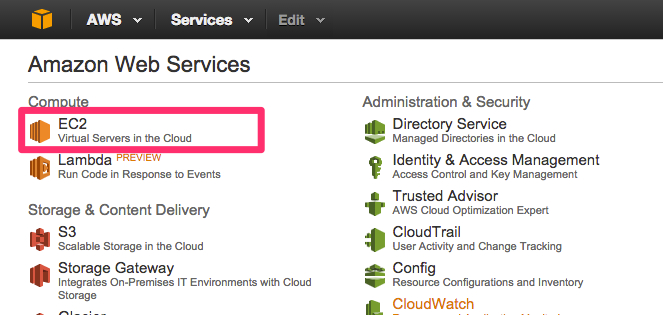 AWS
Services
Edit
Amazon Web Services
Compute
EC2
Virtual Servers in the Cloud
Lambda PREVIEW
Run Code in Response to Events
Storage & Content Delivery
S3
Scalable Storage in the Cloud
Storage Gateway
Integrates On-Premises IT Environments with Cloud
Storage
Administration & Security
Directory Service
Managed Directories in the Cloud
Identity & Access Management
Access Control and Key Management
Trusted Advisor
AWS Cloud Optimization Expert
CloudTrail
User Activity and Change Tracking
Config
Resource Configurations and Inventory
CloudWatch